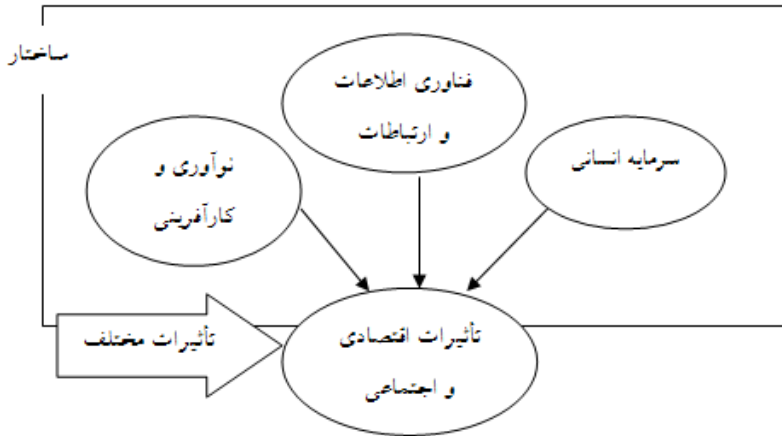 ساختار
فناوری اطلاعات
و ارتباطات
سرمایه انسانی
نوآوری و
کارآفرینی
تأثیرات مختلف
تأثیرات اقتصادی
و اجتماعی